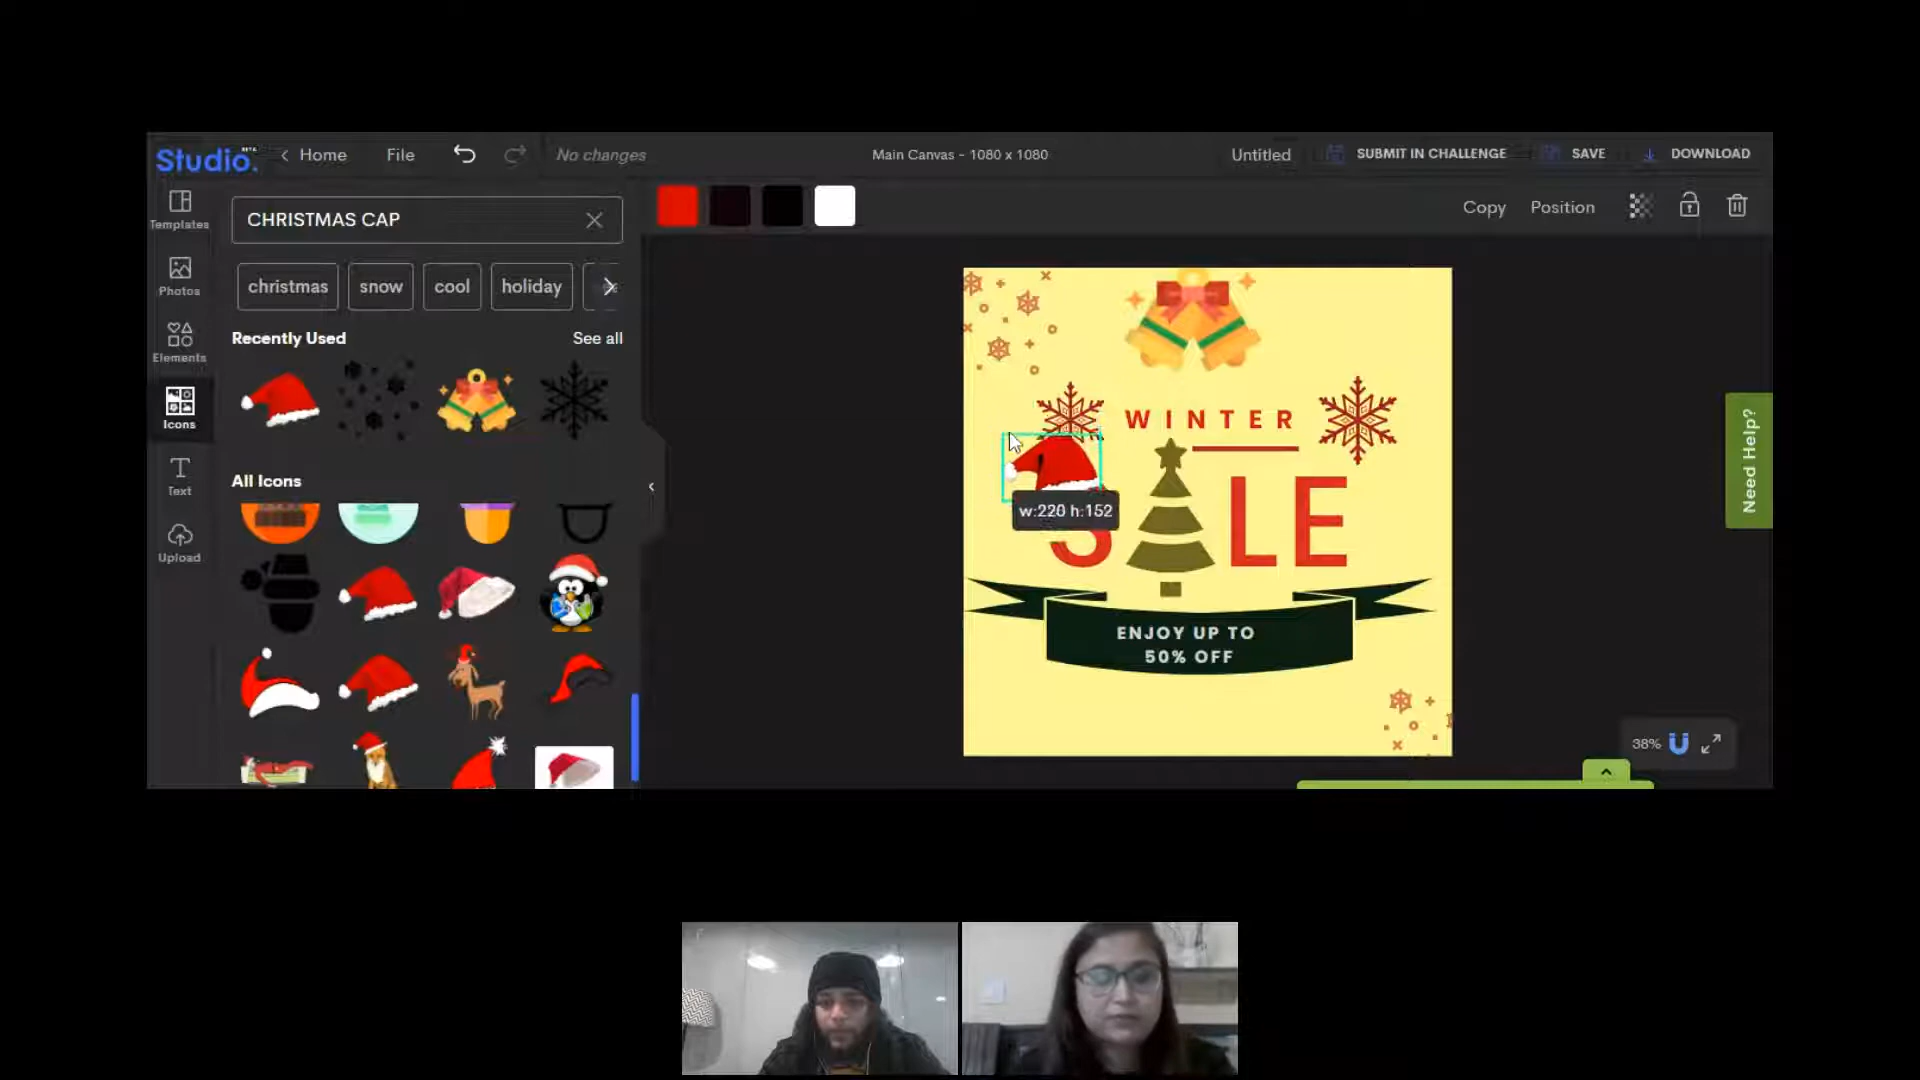 Studio.
BETA
Home
File
No changes
Main Canvas - 1080 x 1080
Untitled
SUBMIT IN CHALLENGE
SAVE
DOWNLOAD
Templates
Photos
Elements
Icons
Text
Upload
CHRISTMAS CAP
christmas
snow
cool
holiday
Recently Used
See all
All Icons
Copy
Position
WINTER
w:220 h:152
S LE
ENJOY UP TO
50% OFF
Need Help?
38%